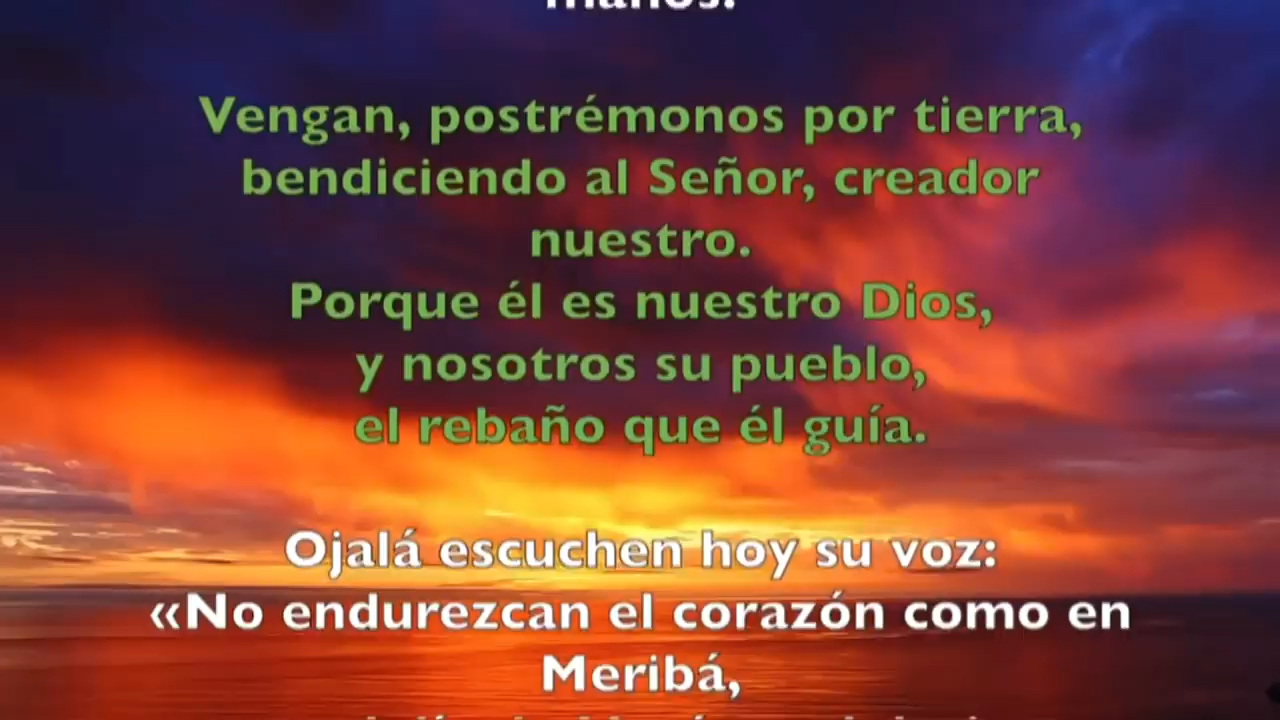 manos.
Vengan, postrémonos por tierra,
bendiciendo al Señor, creador
nuestro.
Porque él es nuestro Dios,
y nosotros su pueblo,
el rebaño que él guía.
Ojalá escuchen hoy su voz:
«No endurezcan el corazón como en
Meribá,